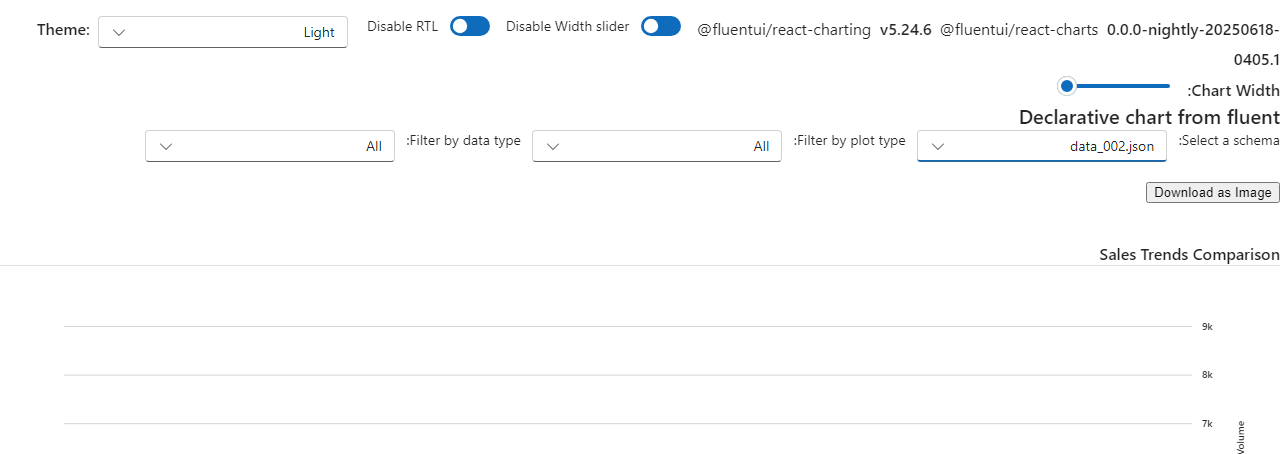 Theme: Light Disable RTL Disable Width slider @fluentui/react-charting v5.24.6 @fluentui/react-charts 0.0.0-nightly-20250618-
0405.1
:Chart Width
Declarative chart from fluent
:Select a schema data_002.json :Filter by plot type All :Filter by data type All
Download as Image
Sales Trends Comparison
9k
8k
7k
Volume